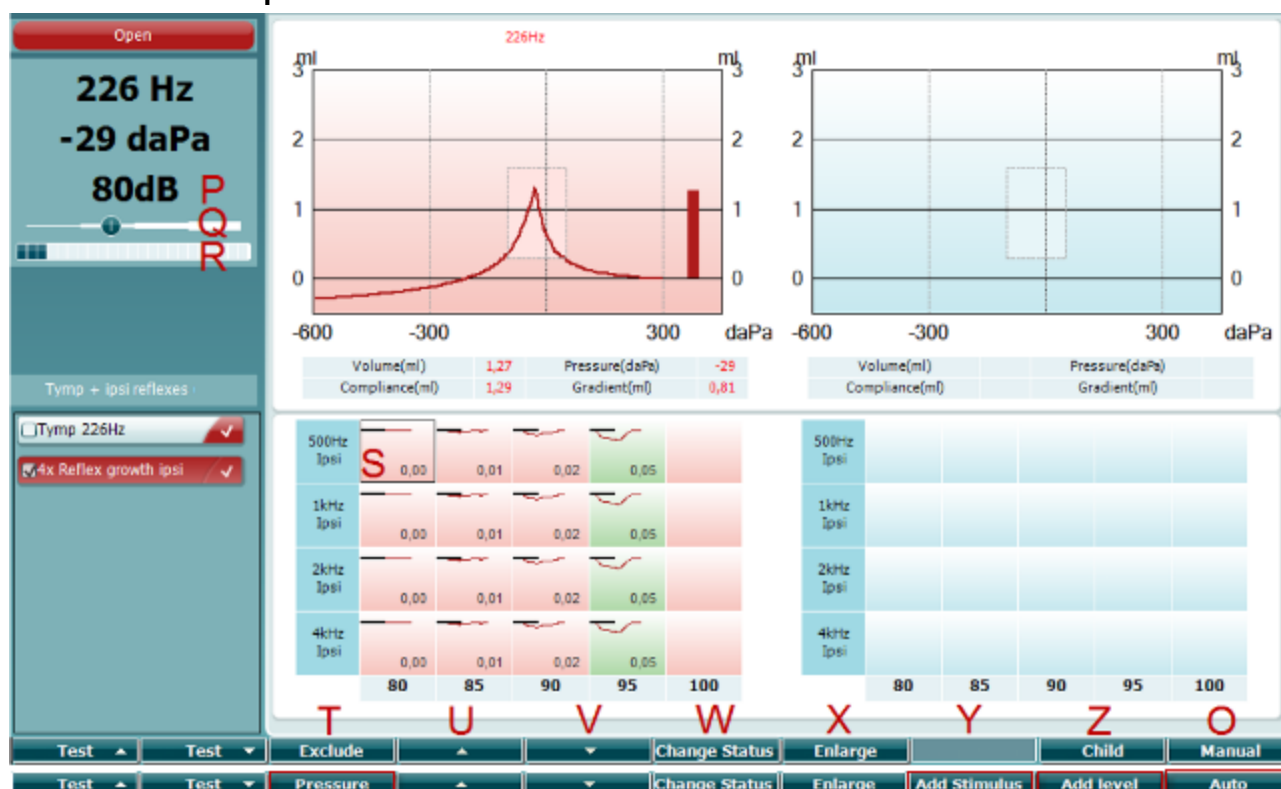 Open
226 Hz
-29 daPa
80dB P
Q
R
Tymp + ipsi reflexes
Tymp 226Hz
4x Reflex growth ipsi
226Hz
ml ml
3 3
2 2
1 1
0 0
-600 -300 300 daPa
Volume(ml) 1,27 Pressure(daPa) -29
Compliance(ml) 1,29 Gradient(ml) 0,81
ml ml
3 3
2 2
1 1
0 0
-600 -300 300 daPa
Volume(ml) Pressure(daPa)
Compliance(ml) Gradient(ml)
500Hz
Ipsi S 0,00 0,01 0,02 0,05
1kHz
Ipsi 0,00 0,01 0,02 0,05
2kHz
Ipsi 0,00 0,01 0,02 0,05
4kHz
Ipsi 0,00 0,01 0,02 0,05
80 85 90 95 100
500Hz
Ipsi
1kHz
Ipsi
2kHz
Ipsi
4kHz
Ipsi
80 85 90 95 100
T U V W X Y Z O
Test Test Exclude Change Status Enlarge Child Manual
Test Test Pressure Change Status Enlarge Add Stimulus Add level Auto